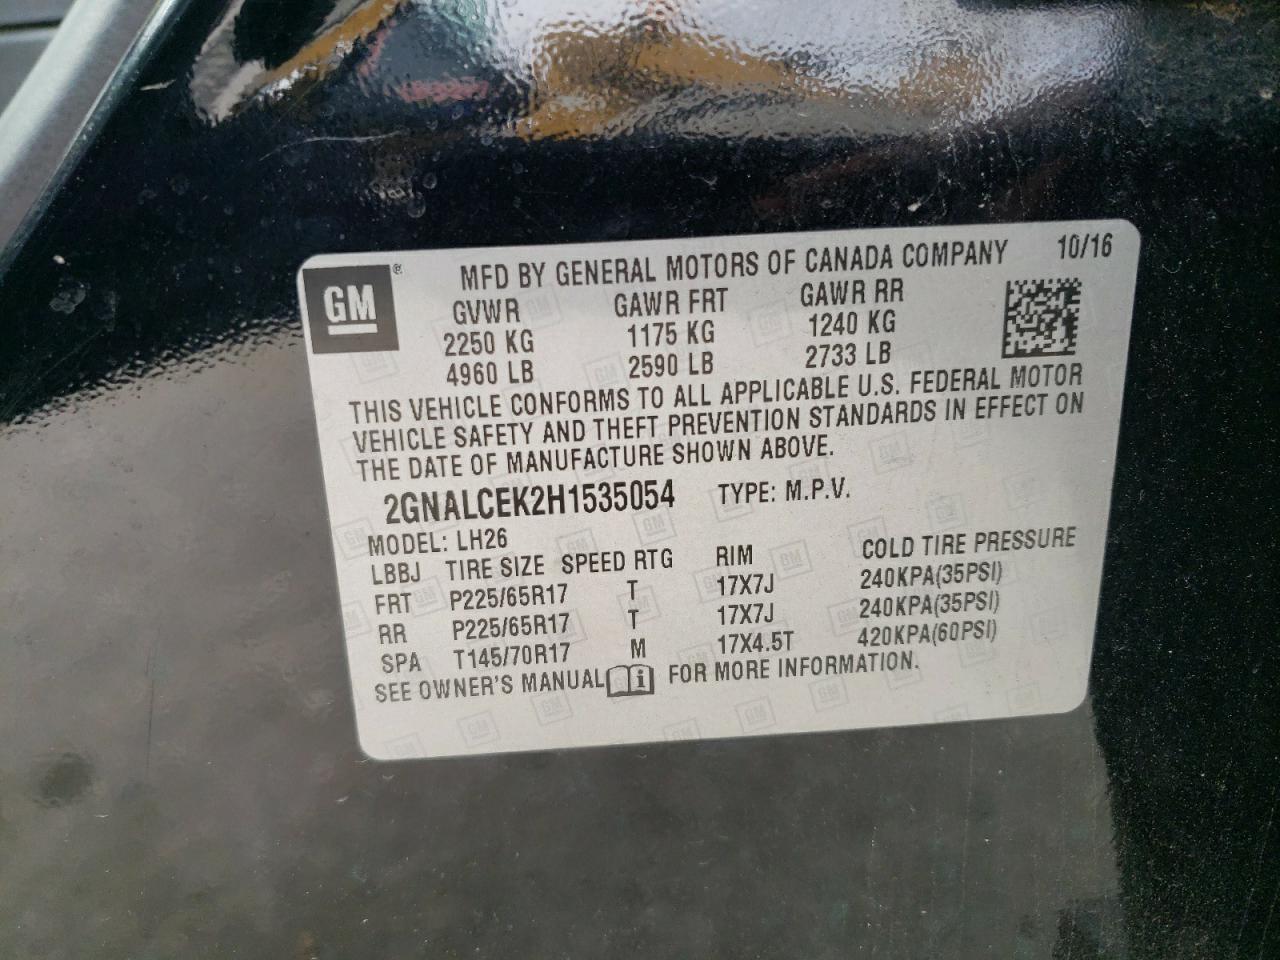 GM ®
MFD BY GENERAL MOTORS OF CANADA COMPANY 10/16
GVWR GAWR FRT GAWR RR
2250 KG 1175 KG 1240 KG
4960 LB 2590 LB 2733 LB
THIS VEHICLE CONFORMS TO ALL APPLICABLE U.S. FEDERAL MOTOR
VEHICLE SAFETY AND THEFT PREVENTION STANDARDS IN EFFECT ON
THE DATE OF MANUFACTURE SHOWN ABOVE.
2GNALCEK2H1535054 TYPE: M.P.V.
MODEL: LH26
LBBJ TIRE SIZE SPEED RTG RIM COLD TIRE PRESSURE
FRT P225/65R17 T 17X7J 240KPA(35PSI)
RR P225/65R17 T 17X7J 240KPA(35PSI)
SPA T145/70R17 M 17X4.5T 420KPA(60PSI)
SEE OWNER'S MANUAL i FOR MORE INFORMATION.